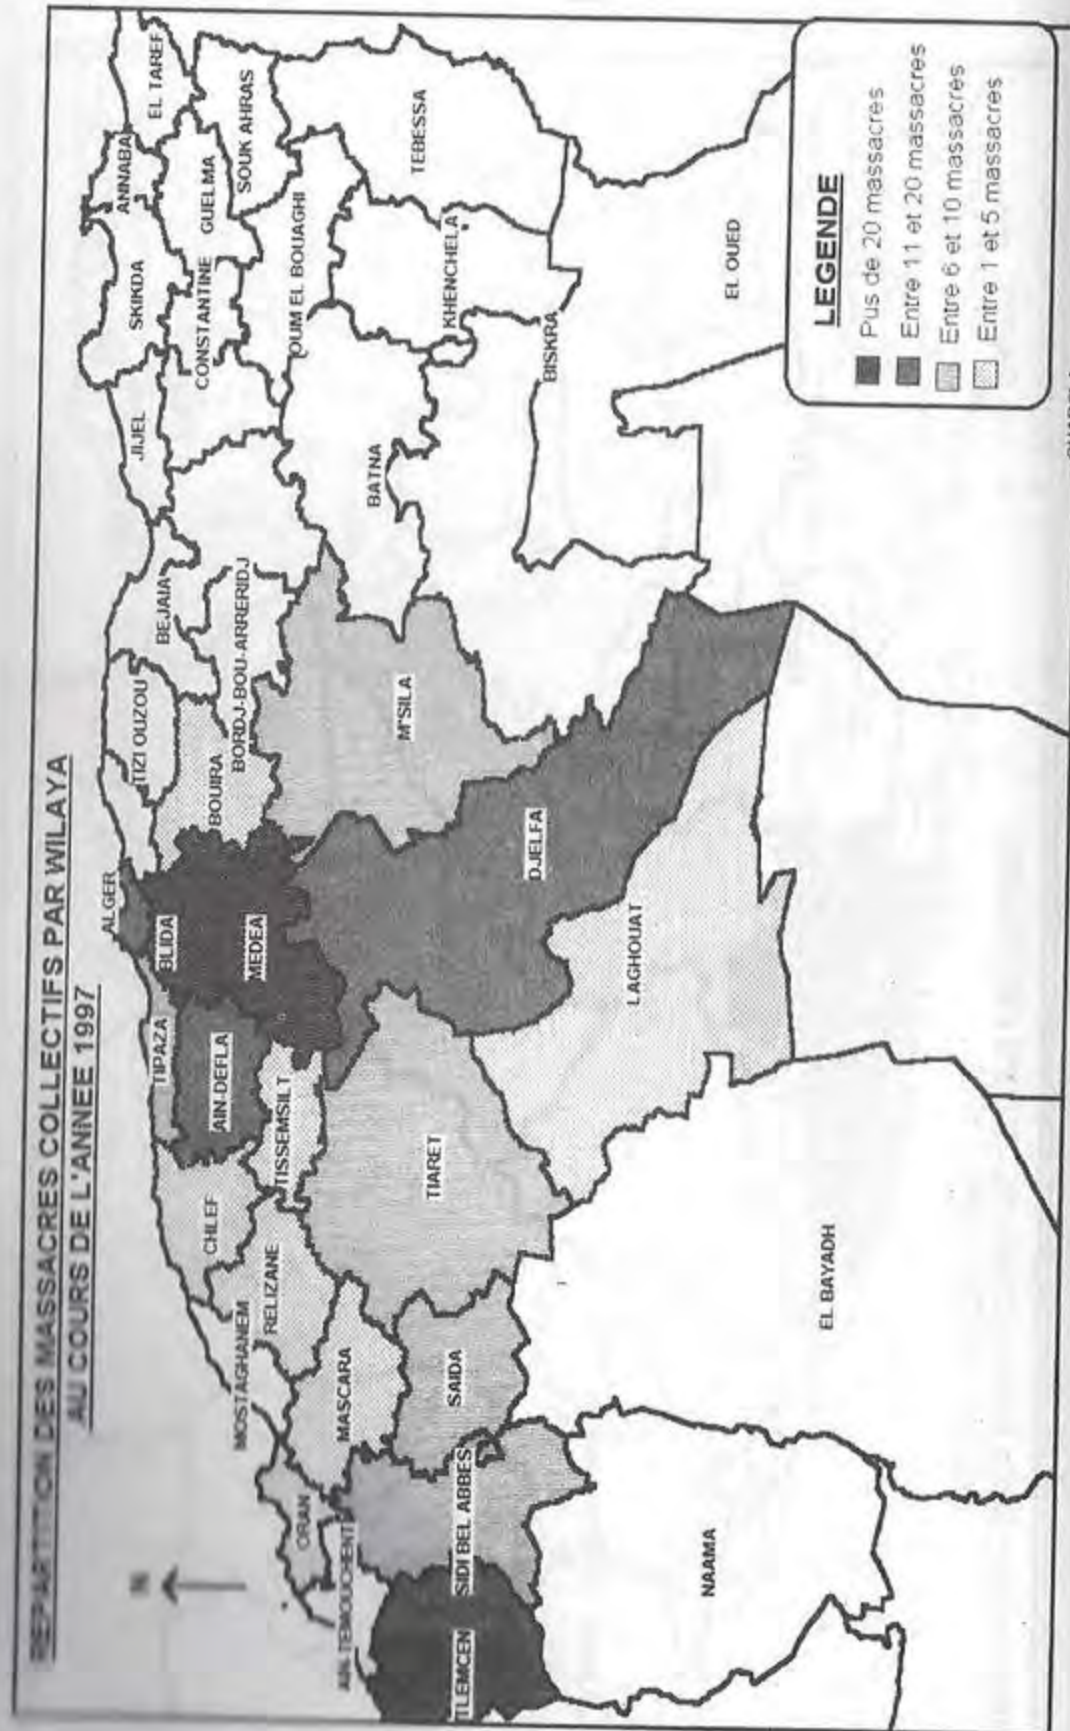 REPARTITION DES MASSACRES COLLECTIFS PAR WILAYA
AU COURS DE L'ANNEE 1997
N
ALGER
TIZI OUZOU
BEJAIA
JIJEL
SKIKDA
ANNABA
EL TAREF
TIPAZA
BLIDA
BOUIRA
BORDJ-BOU-ARRERIDJ
CONSTANTINE
GUELMA
SOUK AHRAS
CHLEF
AIN-DEFLA
MEDEA
OUM EL BOUAGHI
MOSTAGHANEM
RELIZANE
TISSEMSILT
M'SILA
BATNA
KHENCHELA
TEBESSA
ORAN
MASCARA
TIARET
DJELFA
BISKRA
AIN-TEMOUCHENT
SAIDA
LAGHOUAT
EL OUED
TLEMCEN
SIDI BEL ABBES
NAAMA
EL BAYADH
LEGENDE
Pus de 20 massacres
Entre 11 et 20 massacres
Entre 6 et 10 massacres
Entre 1 et 5 massacres